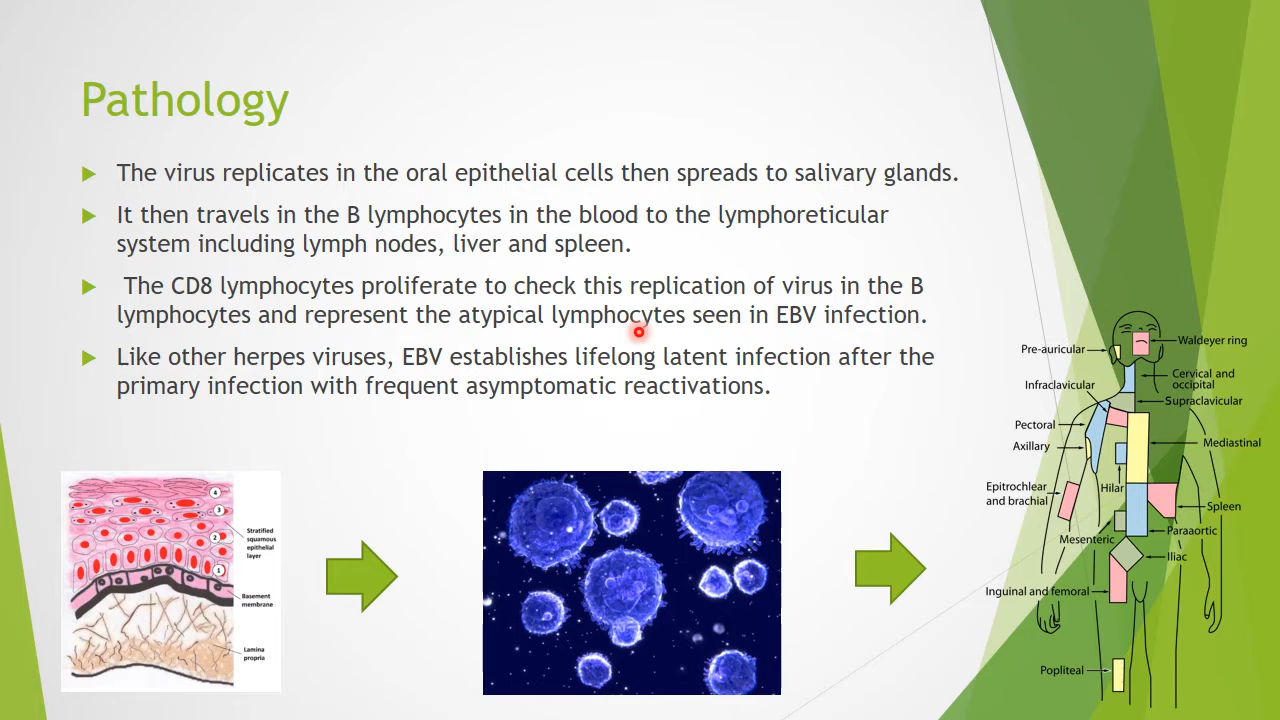 Pathology
The virus replicates in the oral epithelial cells then spreads to salivary glands.
It then travels in the B lymphocytes in the blood to the lymphoreticular
system including lymph nodes, liver and spleen.
The CD8 lymphocytes proliferate to check this replication of virus in the B
lymphocytes and represent the atypical lymphocytes seen in EBV infection.
Like other herpes viruses, EBV establishes lifelong latent infection after the
primary infection with frequent asymptomatic reactivations.
4
3
2
1
Stratified
squamous
epithelial
layer
Basement
membrane
Lamina
propria
Waldeyer ring
Pre-auricular
Cervical and
occipital
Infraclavicular
Supraclavicular
Pectoral
Axillary
Mediastinal
Epitrochlear
and brachial
Hilar
Spleen
Mesenteric
Paraaortic
Iliac
Inguinal and femoral
Popliteal